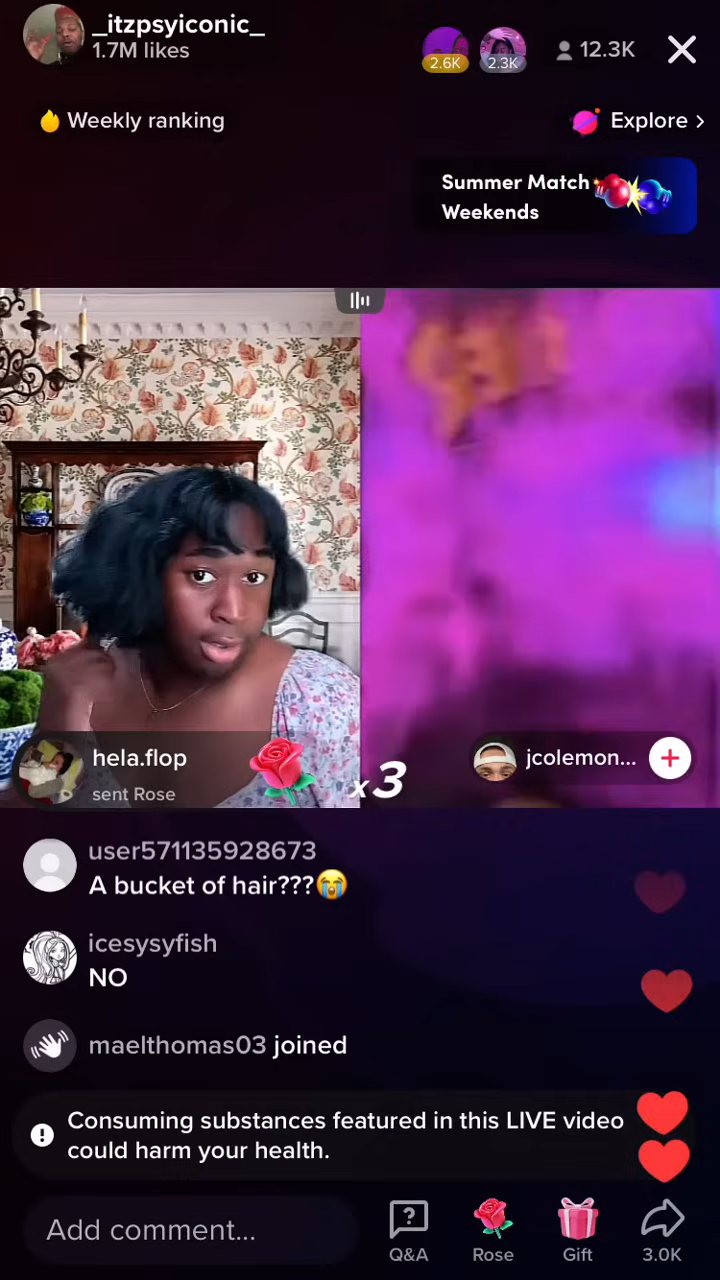 _itzpsyiconic_
1.7M likes
2.6K
2.3K
12.3K
Weekly ranking
Explore >
Summer Match
Weekends
hela.flop
sent Rose
x3
jcolemon...
user571135928673
A bucket of hair???😭
icesysyfish
NO
maelthomas03 joined
Consuming substances featured in this LIVE video
could harm your health.
Add comment...
Q&A
Rose
Gift
3.0K